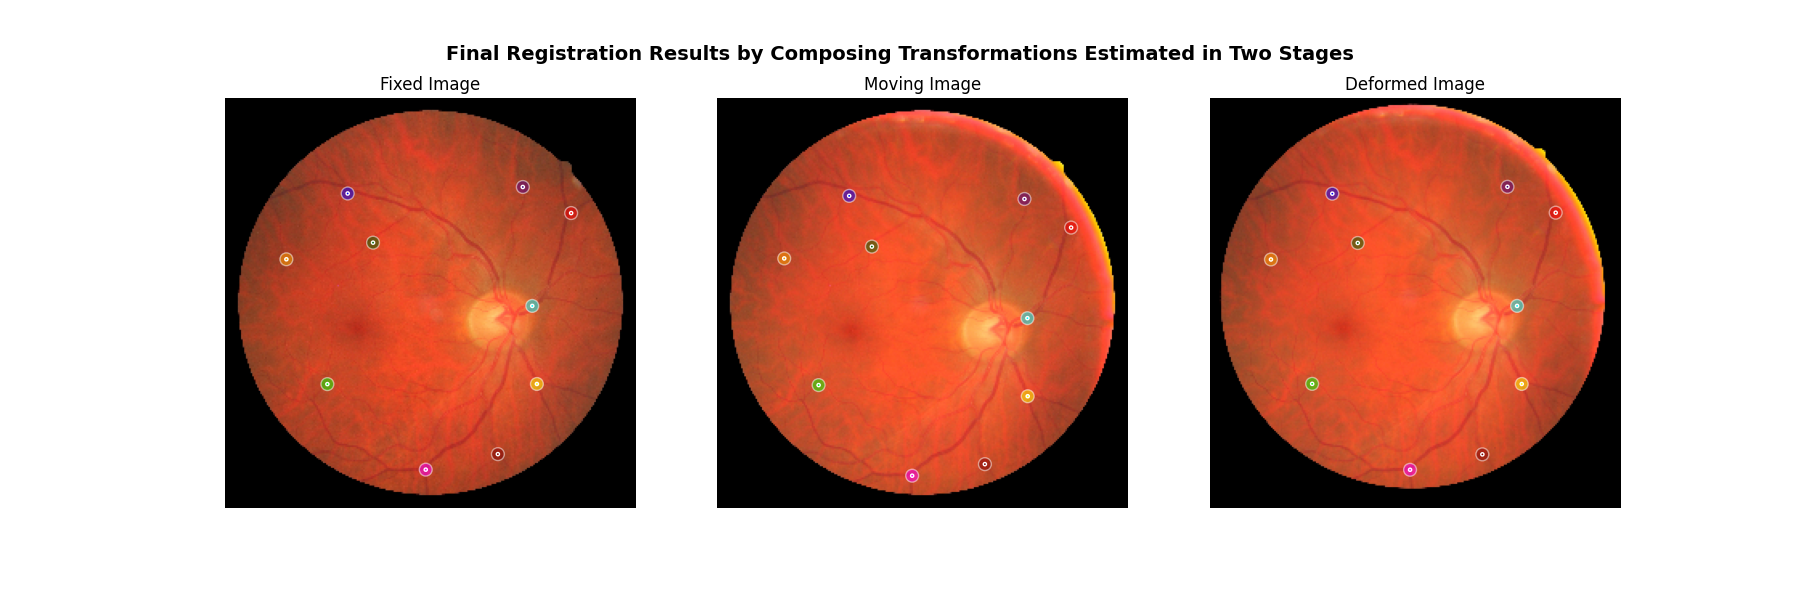 Final Registration Results by Composing Transformations Estimated in Two Stages
Fixed Image
Moving Image
Deformed Image